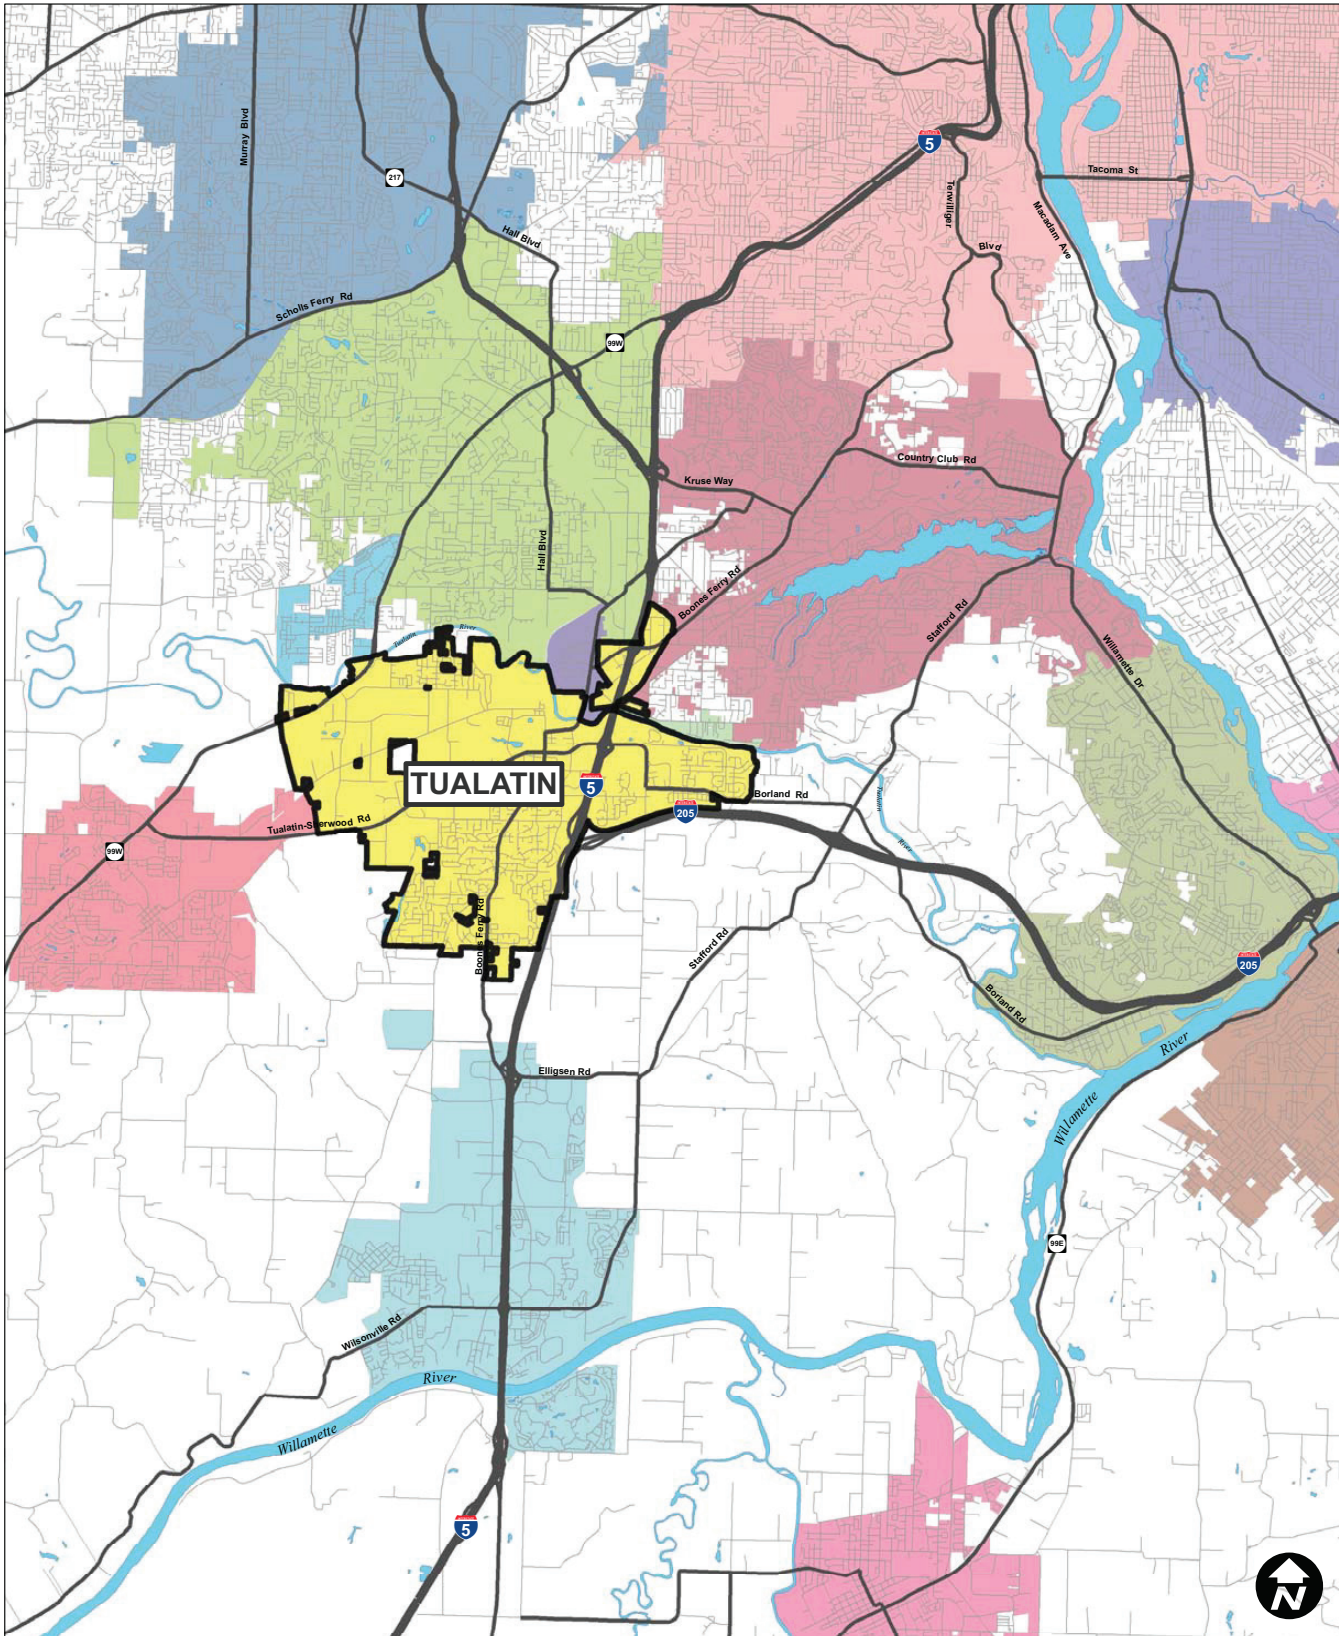 Murray Blvd
217
5
Terwilliger
Blvd
Macadam Ave
Tacoma St
Hall Blvd
Scholls Ferry Rd
99W
Country Club Rd
Kruse Way
Hall Blvd
Boones Ferry Rd
Stafford Rd
Willamette Dr
Tualatin
River
TUALATIN
5
205
Borland Rd
Tualatin
River
Tualatin-Sherwood Rd
99W
Boones Ferry Rd
Stafford Rd
205
Borland Rd
River
Willamette
Elligsen Rd
99E
Wilsonville Rd
River
Willamette
5
N